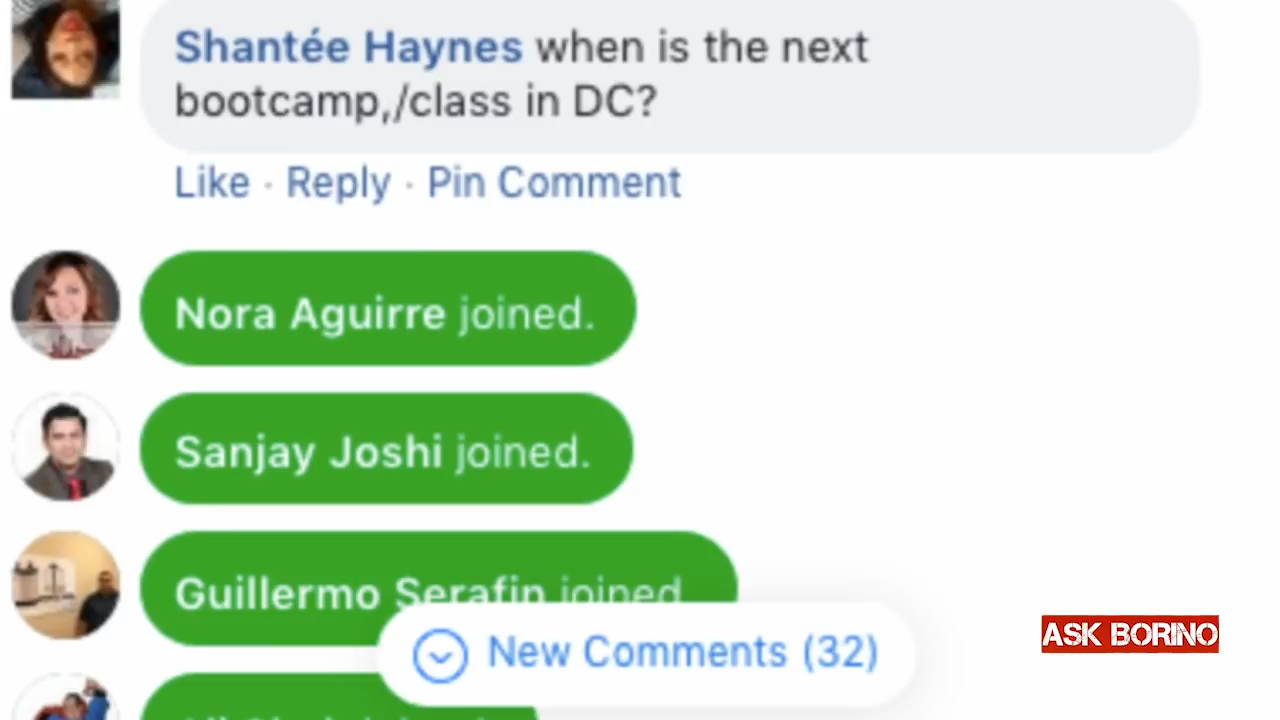 Shantée Haynes when is the next
bootcamp,/class in DC?
Like · Reply · Pin Comment
Nora Aguirre joined.
Sanjay Joshi joined.
Guillermo Serafin joined
New Comments (32)
ASK BORINO